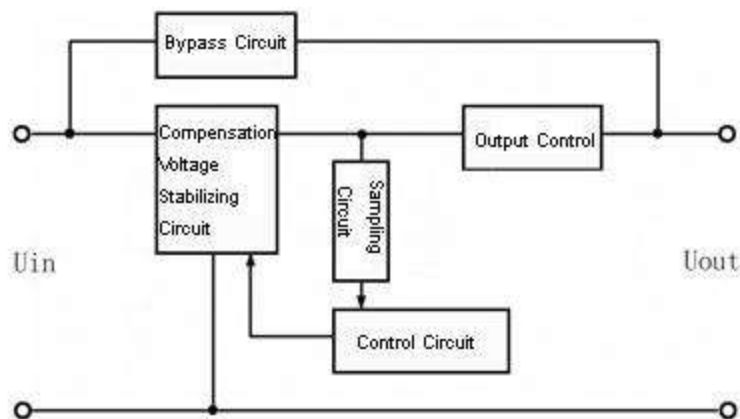 Bypass Circuit
Compensation
Voltage
Stabilizing
Circuit
Output Control
Sampling
Circuit
Uin
Uout
Control Circuit